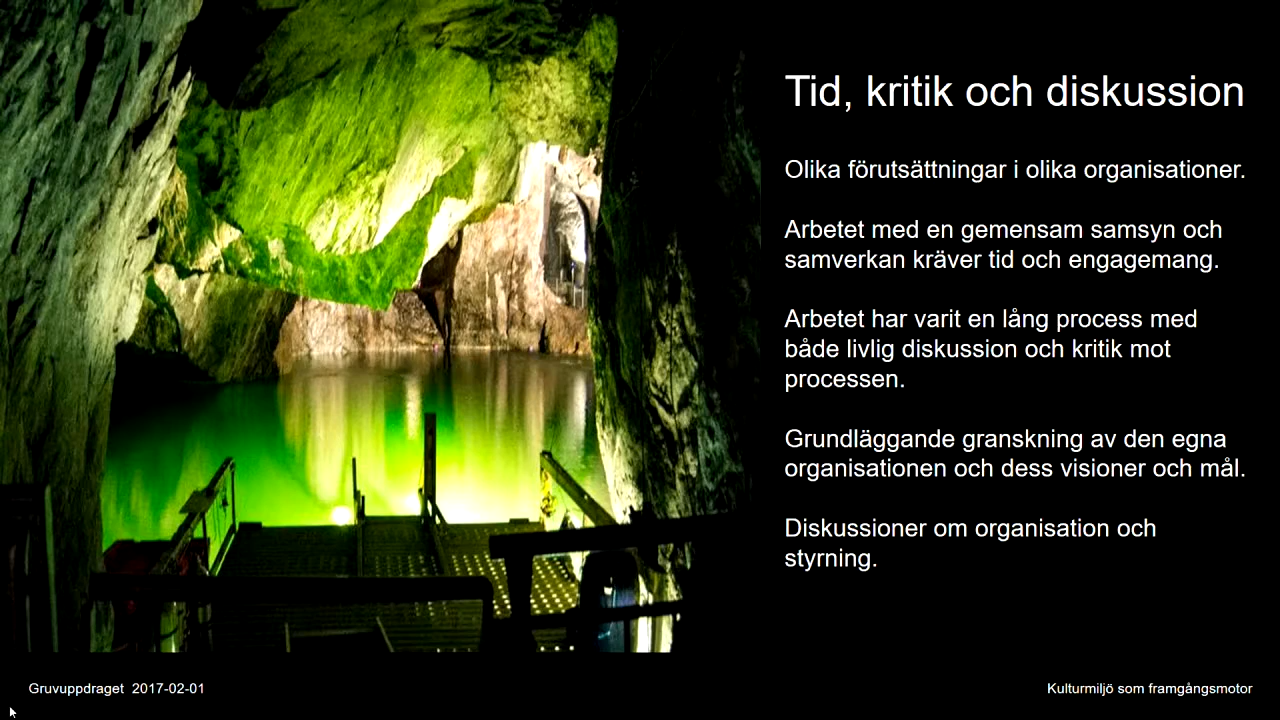 Tid, kritik och diskussion
Olika förutsättningar i olika organisationer.
Arbetet med en gemensam samsyn och
samverkan kräver tid och engagemang.
Arbetet har varit en lång process med
både livlig diskussion och kritik mot
processen.
Grundläggande granskning av den egna
organisationen och dess visioner och mål.
Diskussioner om organisation och
styrning.
Gruvuppdraget 2017-02-01
Kulturmiljö som framgångsmotor